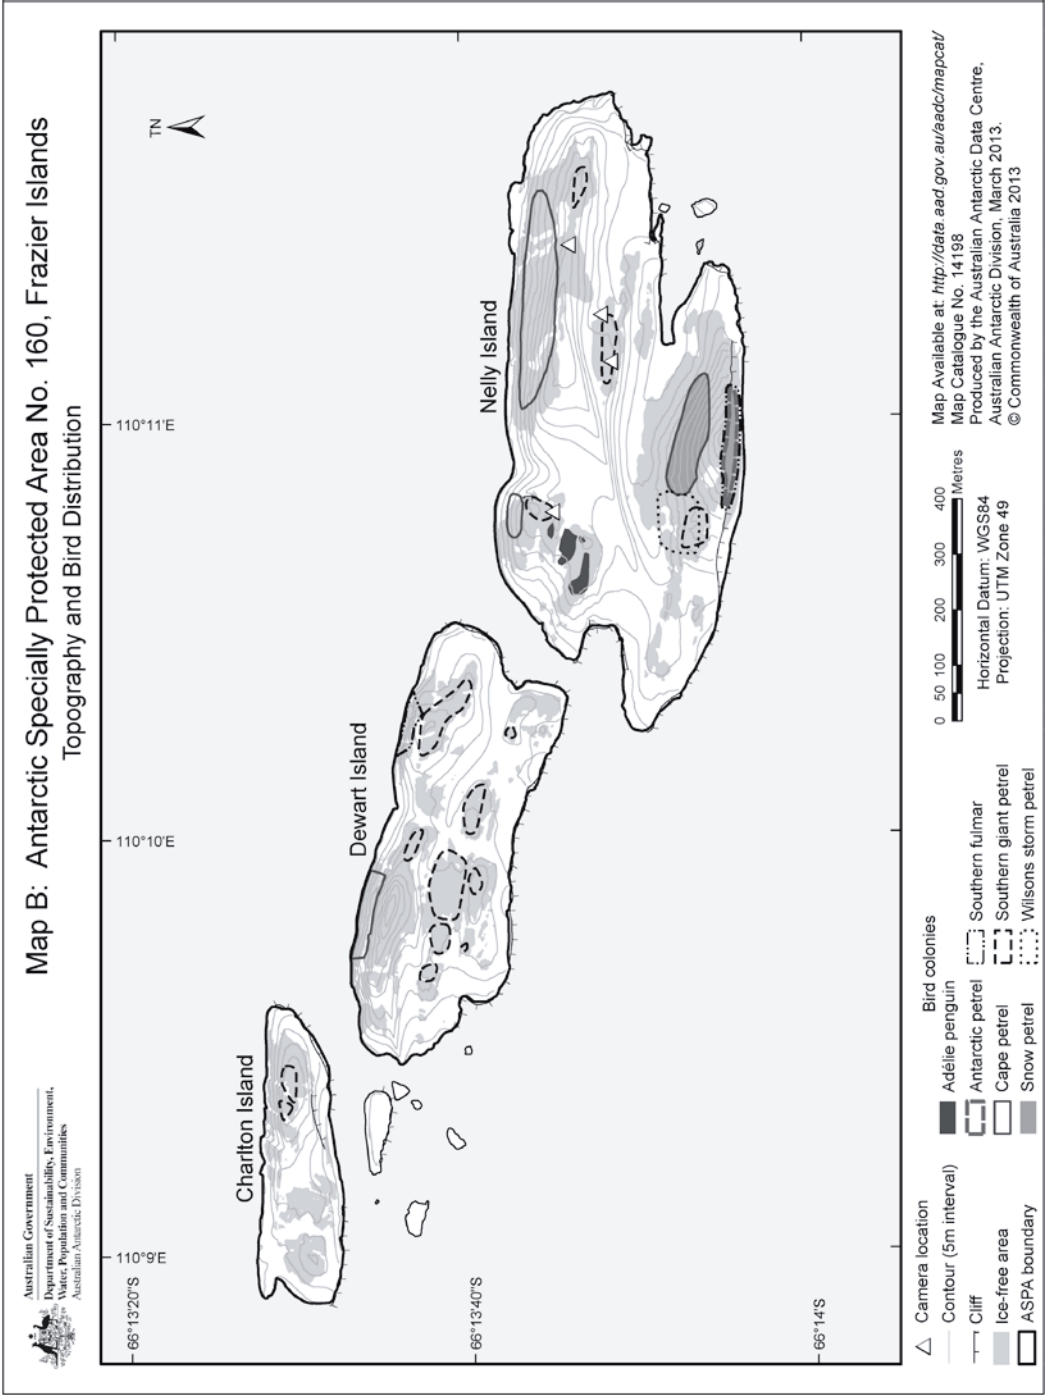 Australian Government
Department of Sustainability, Environment,
Water, Population and Communities
Australian Antarctic Division
Map B: Antarctic Specially Protected Area No. 160, Frazier Islands
Topography and Bird Distribution
TN
110°9'E
110°10'E
110°11'E
66°13'20"S
66°13'40"S
66°14'S
Charlton Island
Dewart Island
Nelly Island
Camera location
Contour (5m interval)
Cliff
Ice-free area
ASPA boundary
Bird colonies
Adélie penguin
Antarctic petrel
Cape petrel
Snow petrel
Southern fulmar
Southern giant petrel
Wilsons storm petrel
0 50 100 200 300 400
Metres
Horizontal Datum: WGS84
Projection: UTM Zone 49
Map Available at: http://data.aad.gov.au/aadc/mapcat/
Map Catalogue No. 14198
Produced by the Australian Antarctic Data Centre,
Australian Antarctic Division, March 2013.
© Commonwealth of Australia 2013